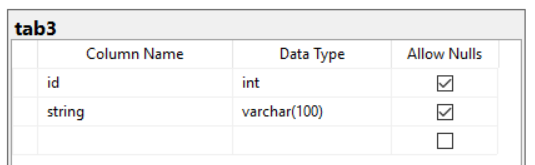 tab3
Column Name Data Type Allow Nulls
id int
string varchar(100)